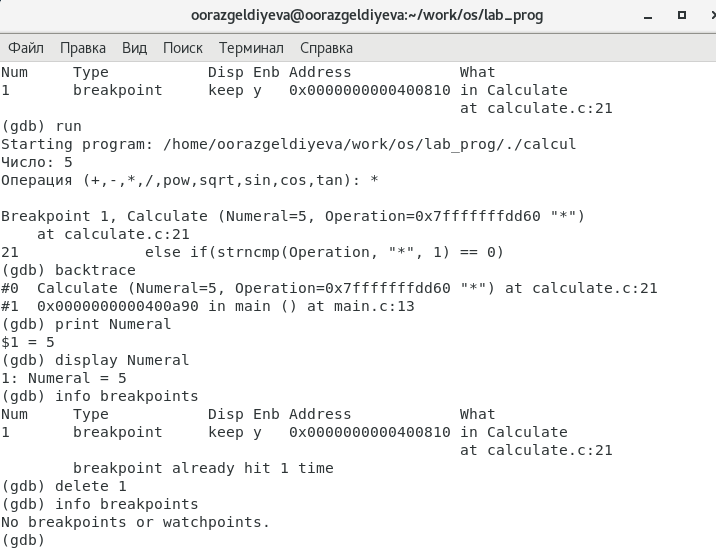 oorazgeldiyeva@oorazgeldiyeva:~/work/os/lab_prog
Файл Правка Вид Поиск Терминал Справка
Num     Type           Disp Enb Address            What
1       breakpoint     keep y   0x0000000000400810 in Calculate
                                                   at calculate.c:21
(gdb) run
Starting program: /home/oorazgeldiyeva/work/os/lab_prog/./calcul
Число: 5
Операция (+,-,*,/,pow,sqrt,sin,cos,tan): *

Breakpoint 1, Calculate (Numeral=5, Operation=0x7fffffffdd60 "*")
    at calculate.c:21
21              else if(strncmp(Operation, "*", 1) == 0)
(gdb) backtrace
#0  Calculate (Numeral=5, Operation=0x7fffffffdd60 "*") at calculate.c:21
#1  0x0000000000400a90 in main () at main.c:13
(gdb) print Numeral
$1 = 5
(gdb) display Numeral
1: Numeral = 5
(gdb) info breakpoints
Num     Type           Disp Enb Address            What
1       breakpoint     keep y   0x0000000000400810 in Calculate
                                                   at calculate.c:21
        breakpoint already hit 1 time
(gdb) delete 1
(gdb) info breakpoints
No breakpoints or watchpoints.
(gdb)